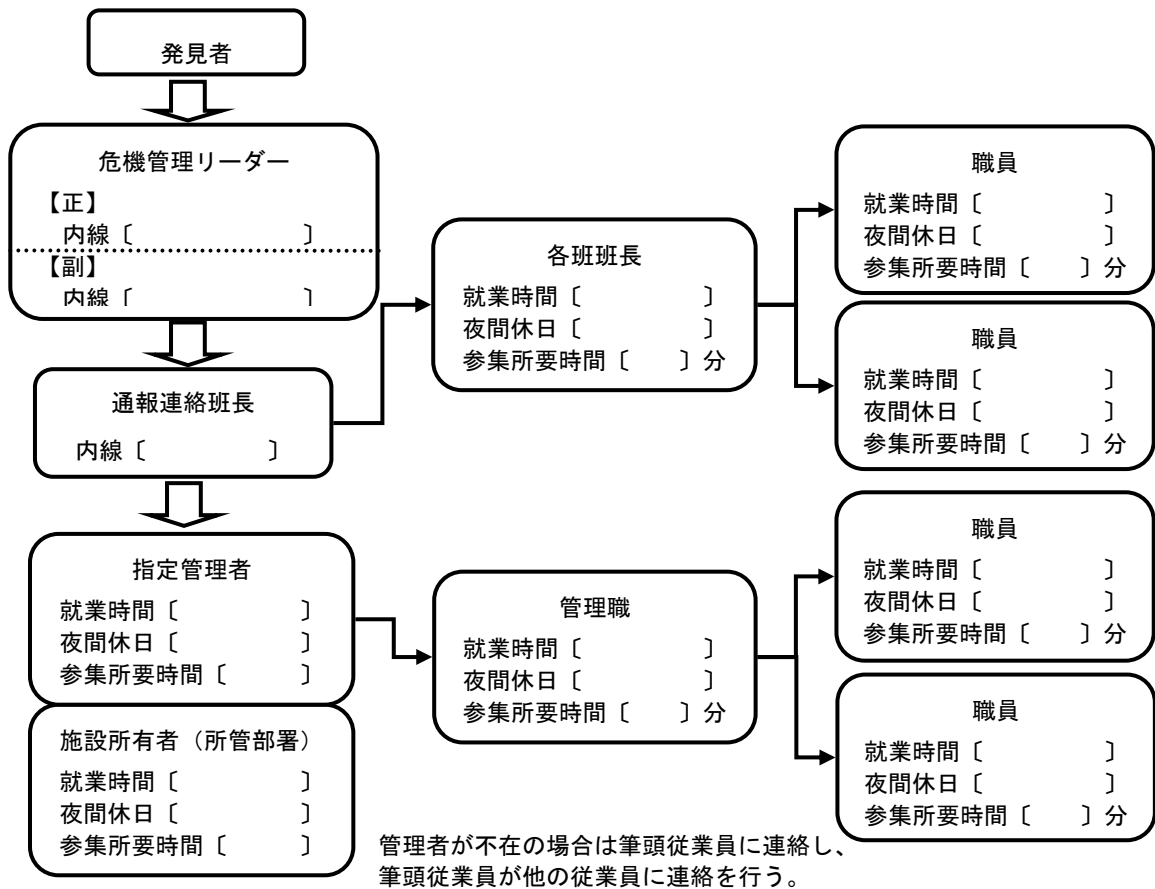 発見者
危機管理リーダー
【正】
内線〔　　　　　　　〕
【副】
内線〔　　　　　　　〕
通報連絡班長
内線〔　　　　　〕
指定管理者
就業時間〔　　　　　〕
夜間休日〔　　　　　〕
参集所要時間〔　　　〕
施設所有者（所管部署）
就業時間〔　　　　　〕
夜間休日〔　　　　　〕
参集所要時間〔　　　〕
各班班長
就業時間〔　　　　　〕
夜間休日〔　　　　　〕
参集所要時間〔　　〕分
管理職
就業時間〔　　　　　〕
夜間休日〔　　　　　〕
参集所要時間〔　　〕分
職員
就業時間〔　　　　　〕
夜間休日〔　　　　　〕
参集所要時間〔　　〕分
職員
就業時間〔　　　　　〕
夜間休日〔　　　　　〕
参集所要時間〔　　〕分
職員
就業時間〔　　　　　〕
夜間休日〔　　　　　〕
参集所要時間〔　　〕分
職員
就業時間〔　　　　　〕
夜間休日〔　　　　　〕
参集所要時間〔　　〕分
管理者が不在の場合は筆頭従業員に連絡し、
筆頭従業員が他の従業員に連絡を行う。